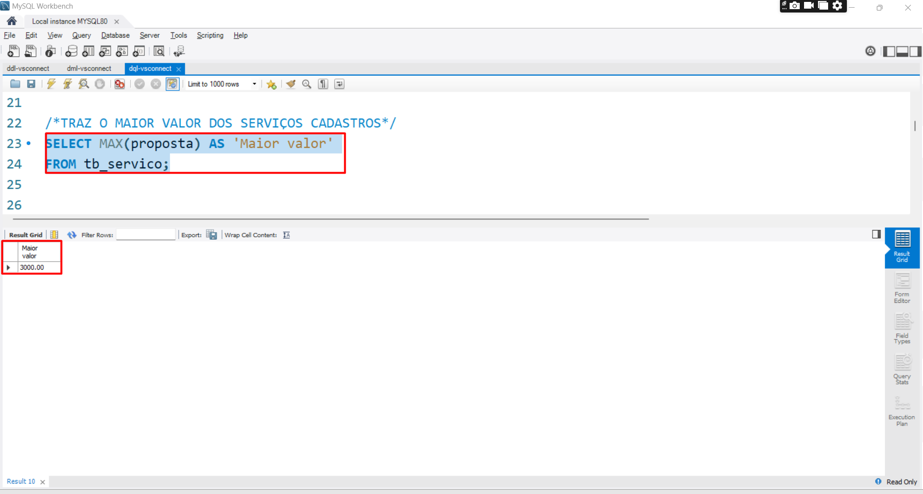 MySQL Workbench
Local instance MYSQL80
File Edit View Query Database Server Tools Scripting Help
ddl-vsconnect dml-vsconnect dql-vsconnect
Limit to 1000 rows
21
22 /*TRAZ O MAIOR VALOR DOS SERVIÇOS CADASTROS*/
23 SELECT MAX(proposta) AS 'Maior valor'
24 FROM tb_servico;
25
26
Result Grid Filter Rows: Export: Wrap Cell Content:
Maior
valor
3000.00
Result
Grid
Form
Editor
Field
Types
Query
Stats
Execution
Plan
Result 10 Read Only